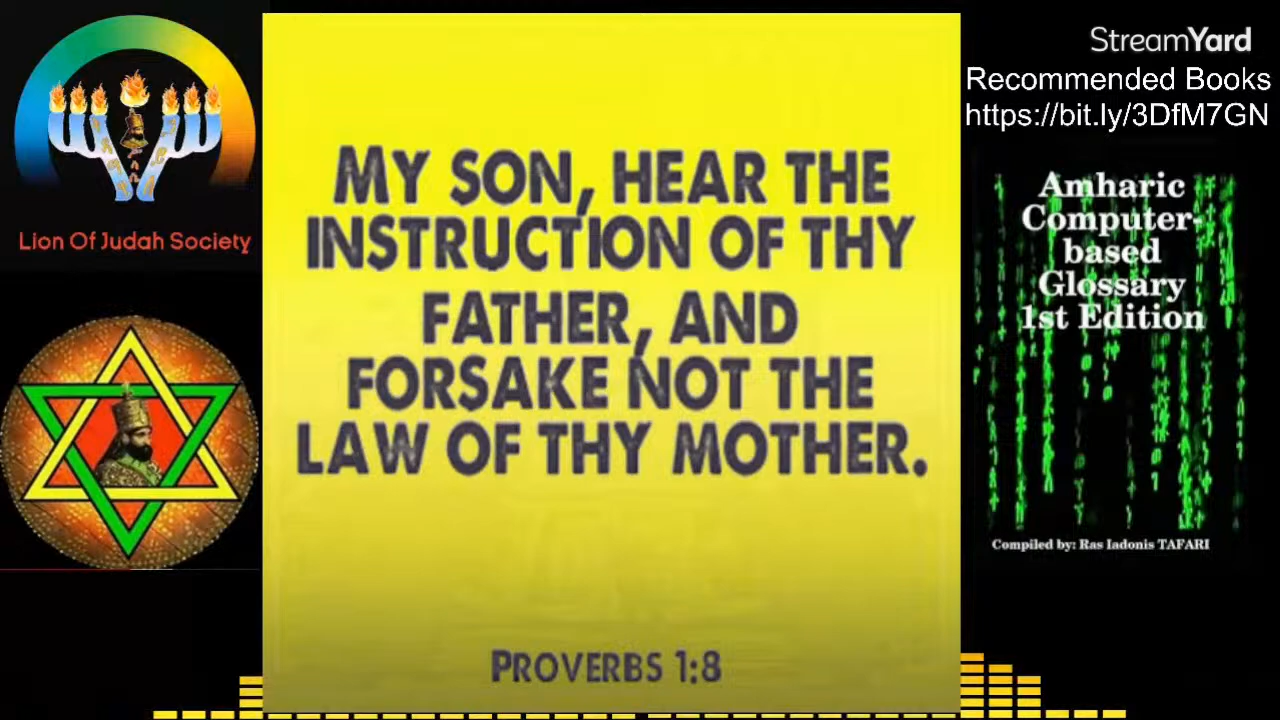 Lion Of Judah Society
MY SON, HEAR THE
INSTRUCTION OF THY
FATHER, AND
FORSAKE NOT THE
LAW OF THY MOTHER.
PROVERBS 1:8
StreamYard
Recommended Books
https://bit.ly/3DfM7GN
Amharic
Computer-
based
Glossary
1st Edition
Compiled by: Ras Iadonis TAFARI